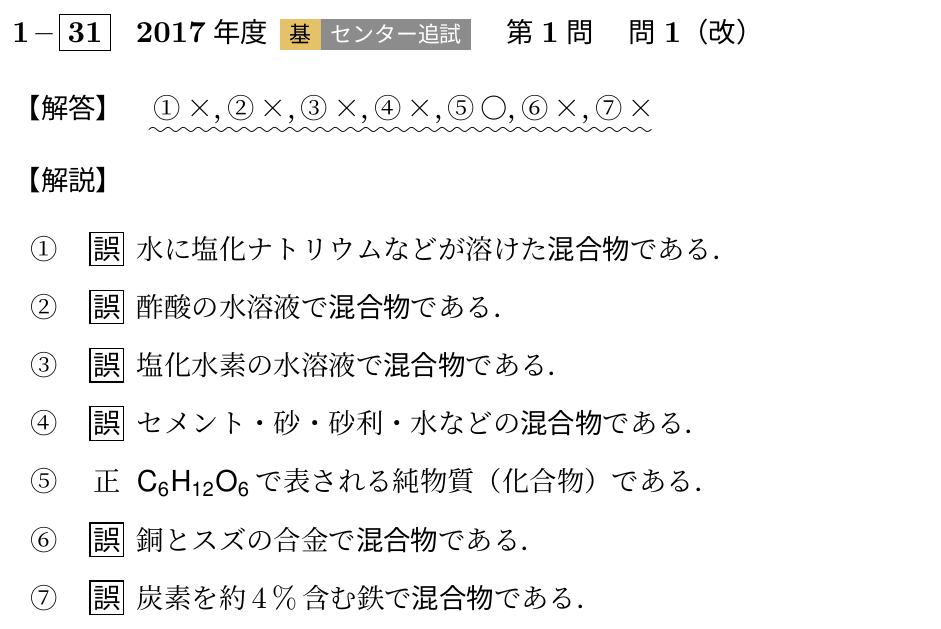 1－31 2017 年度 基 センター追試 第 1 問 問 1（改）
【解答】 ① ×, ② ×, ③ ×, ④ ×, ⑤ ○, ⑥ ×, ⑦ ×
【解説】
① 誤 水に塩化ナトリウムなどが溶けた混合物である．
② 誤 酢酸の水溶液で混合物である．
③ 誤 塩化水素の水溶液で混合物である．
④ 誤 セメント・砂・砂利・水などの混合物である．
⑤ 正 C₆H₁₂O₆ で表される純物質（化合物）である．
⑥ 誤 銅とスズの合金で混合物である．
⑦ 誤 炭素を約 4 % 含む鉄で混合物である．